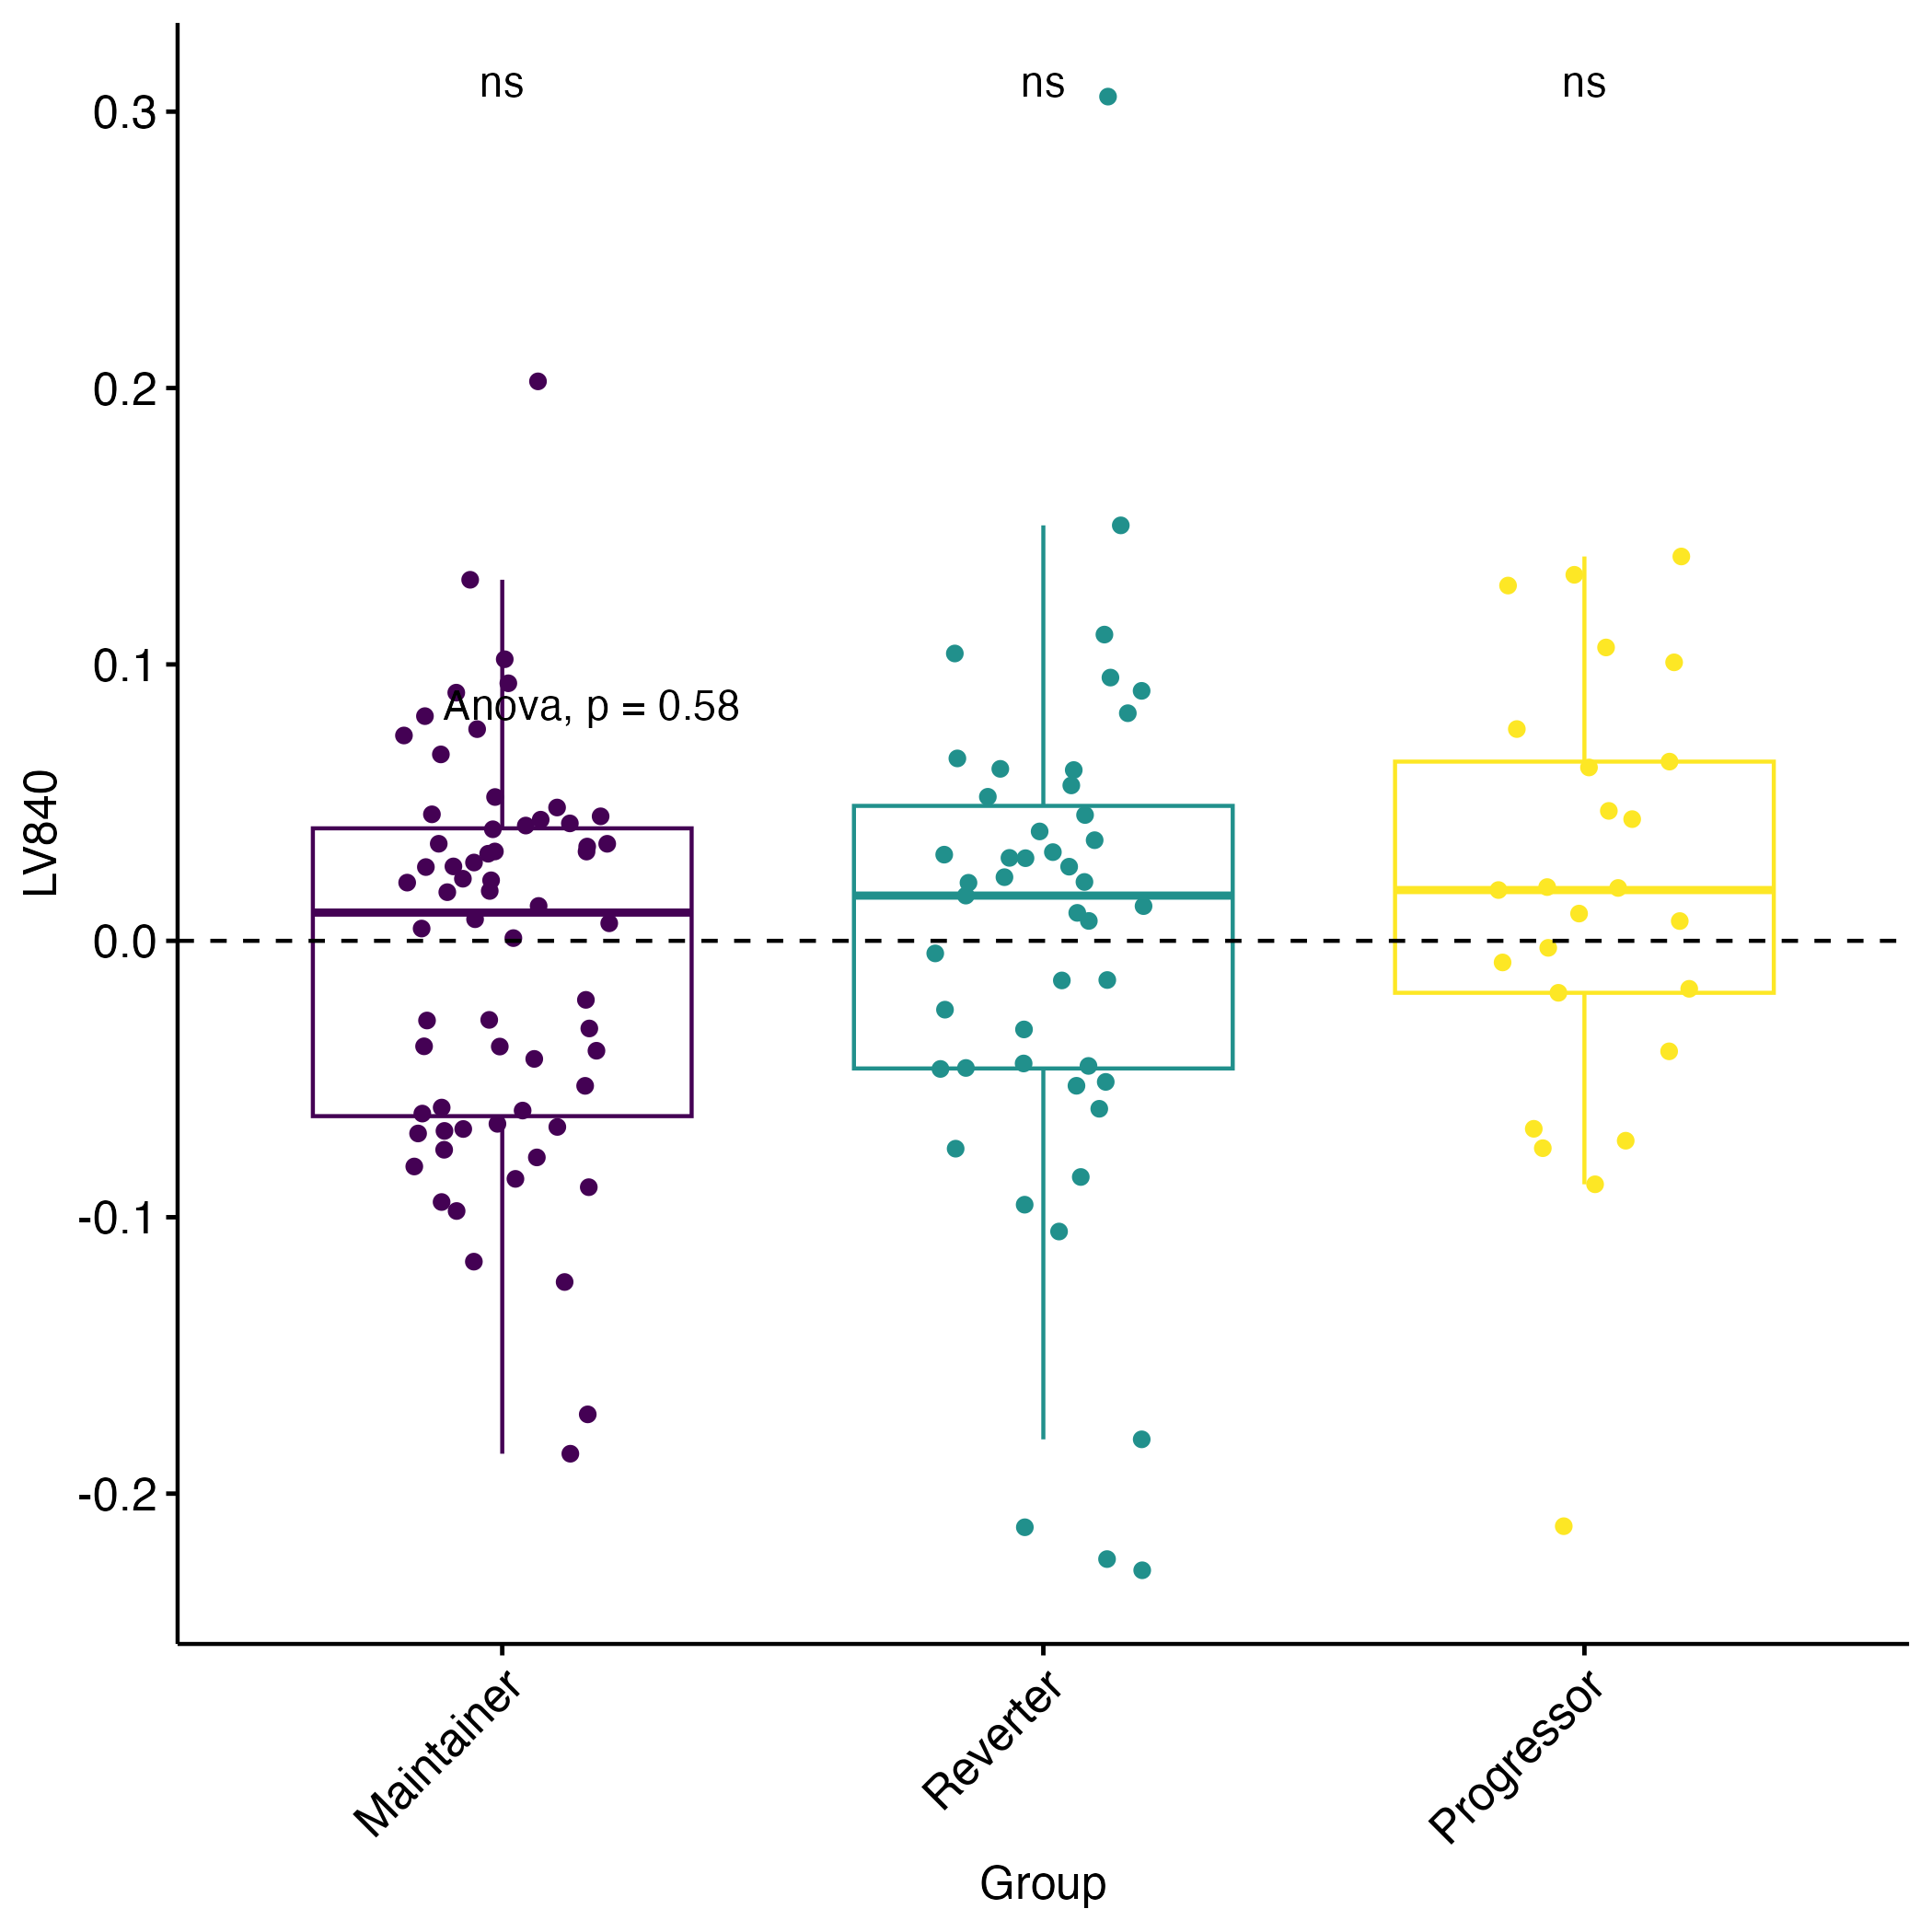 ns ns ns
0.3
0.2
0.1
Anova, p = 0.58
LV840
0.0
-0.1
-0.2
Maintainer Reverter Progressor
Group